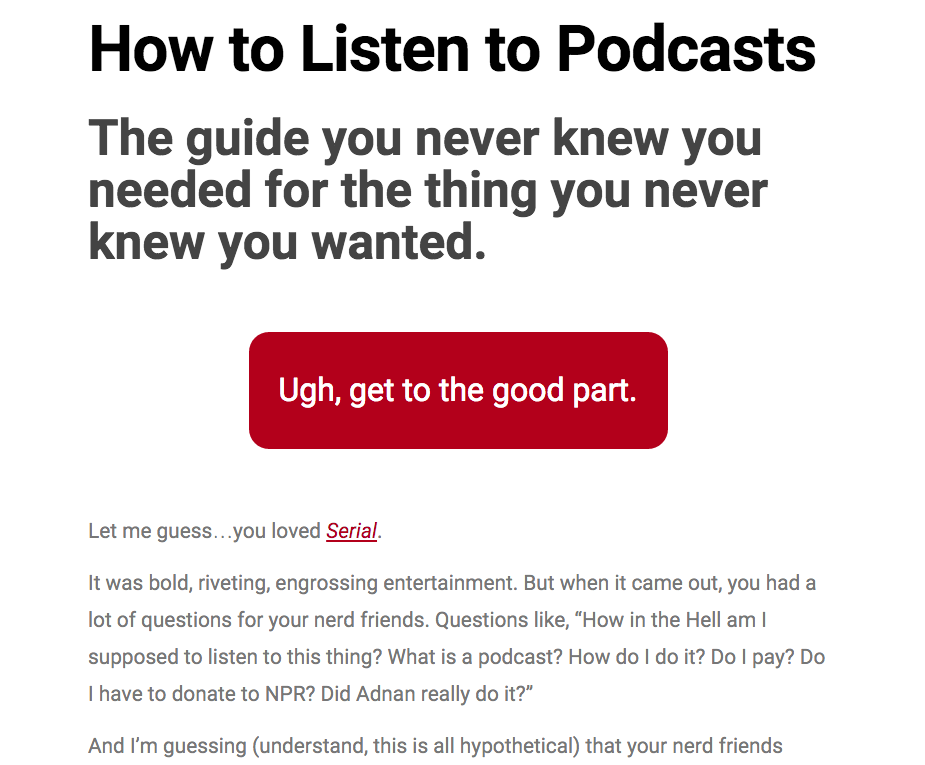 How to Listen to Podcasts
The guide you never knew you
needed for the thing you never
knew you wanted.
Ugh, get to the good part.
Let me guess…you loved Serial.
It was bold, riveting, engrossing entertainment. But when it came out, you had a
lot of questions for your nerd friends. Questions like, “How in the Hell am I
supposed to listen to this thing? What is a podcast? How do I do it? Do I pay? Do
I have to donate to NPR? Did Adnan really do it?”
And I’m guessing (understand, this is all hypothetical) that your nerd friends